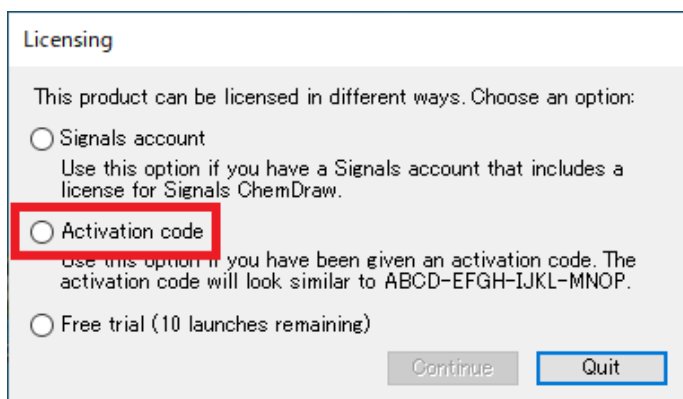 Licensing
This product can be licensed in different ways. Choose an option:
Signals account
Use this option if you have a Signals account that includes a
license for Signals ChemDraw.
Activation code
Use this option if you have been given an activation code. The
activation code will look similar to ABCD-EFGH-IJKL-MNOP.
Free trial (10 launches remaining)
Continue
Quit